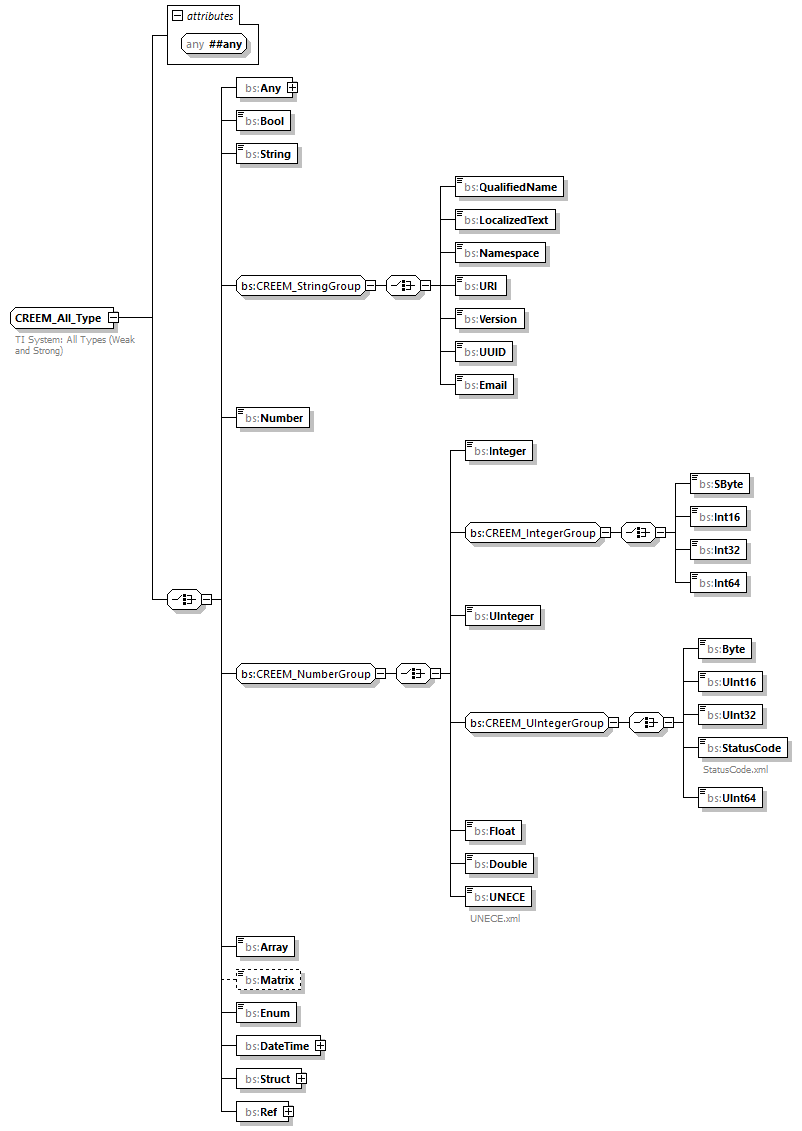 attributes
any ##any
bs:Any
bs:Bool
bs:String
bs:QualifiedName
bs:LocalizedText
bs:Namespace
bs:CREEM_StringGroup
bs:URI
bs:Version
bs:UUID
bs:Email
CREEM_All_Type
TI System: All Types (Weak
and Strong)
bs:Number
bs:Integer
bs:CREEM_IntegerGroup
bs:SByte
bs:Int16
bs:Int32
bs:Int64
bs:UInteger
bs:CREEM_NumberGroup
bs:CREEM_UIntegerGroup
bs:Byte
bs:UInt16
bs:UInt32
bs:StatusCode
StatusCode.xml
bs:UInt64
bs:Float
bs:Double
bs:UNECE
UNECE.xml
bs:Array
bs:Matrix
bs:Enum
bs:DateTime
bs:Struct
bs:Ref